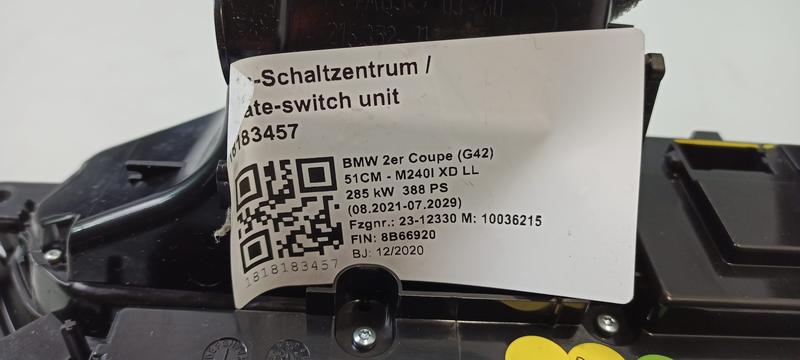 -Schaltzentrum /
ate-switch unit
18183457
BMW 2er Coupe (G42)
51CM - M240I XD LL
285 kW 388 PS
(08.2021-07.2029)
Fzgnr.: 23-12330 M: 10036215
FIN: 8B66920
BJ: 12/2020
1818183457